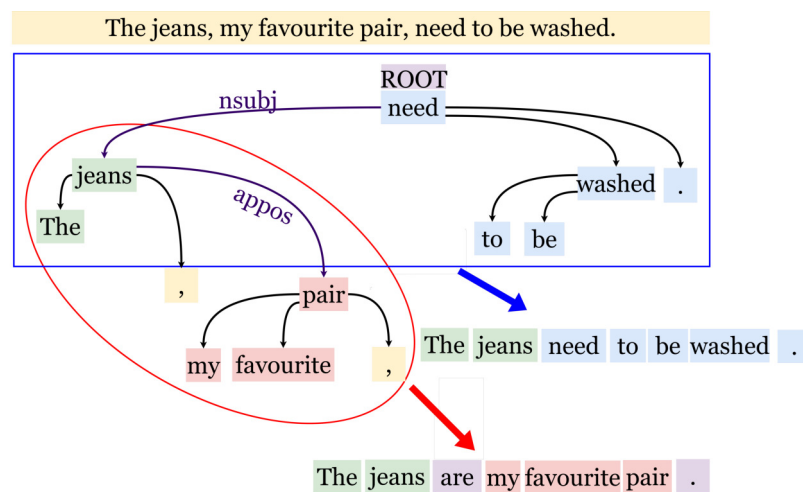 The jeans, my favourite pair, need to be washed.
ROOT
nsubj need
jeans washed .
appos
The to be
, pair
my favourite ,
The jeans need to be washed .
The jeans are my favourite pair .